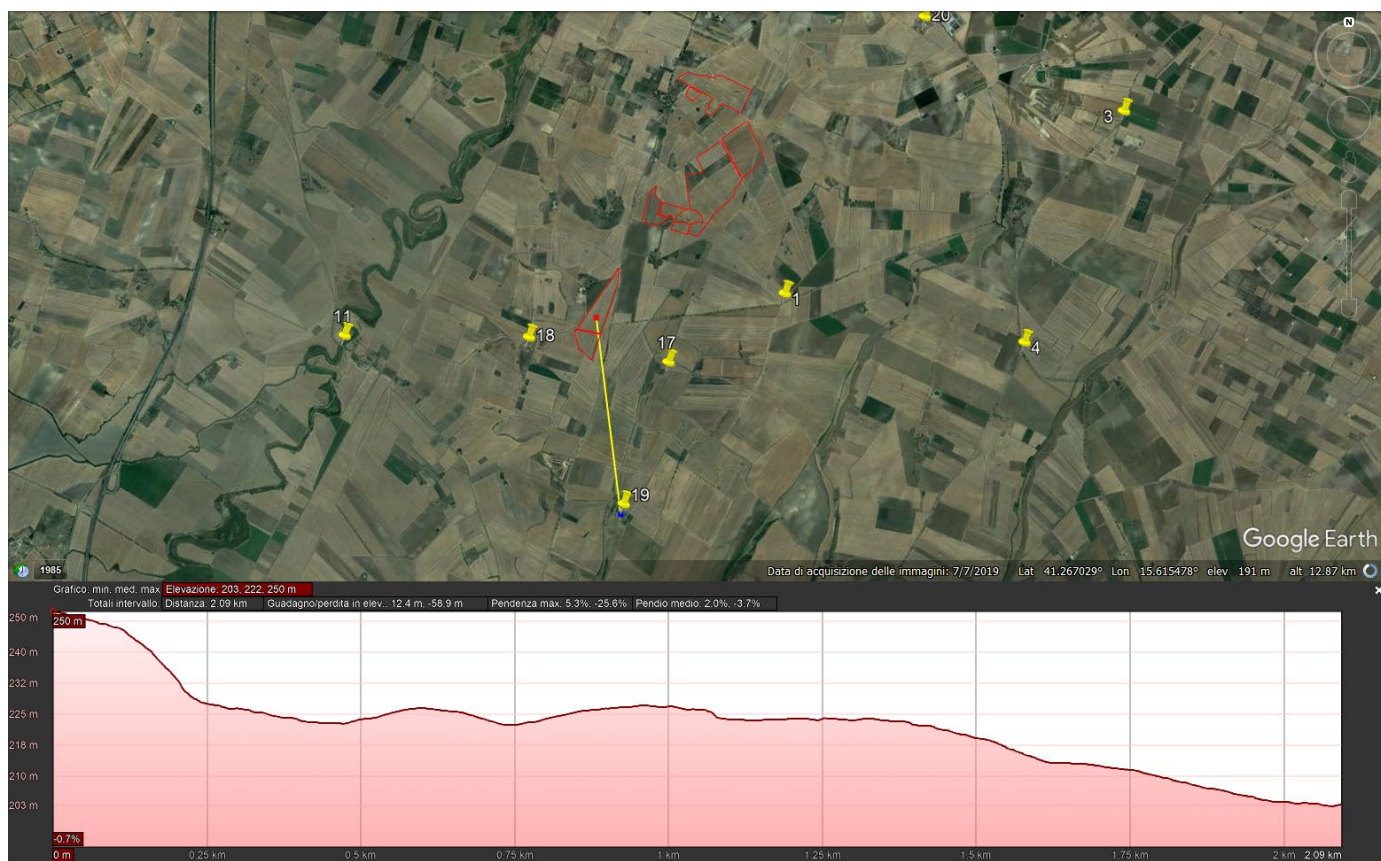 N
20
3
1
11
18
17
4
19
Google Earth
1985
Data di acquisizione delle immagini: 7/7/2019 Lat 41.267029° Lon 15.615478° elev 191 m alt 12.87 km
Grafico: min. med. max Elevazione: 203, 222, 250 m
Totali intervallo: Distanza: 2.09 km Guadagno/perdita in elev.: 12.4 m. -58.9 m Pendenza max: 5.3%. -25.6% Pendio medio: 2.0%. -3.7%
250 m
250 m
240 m
232 m
225 m
218 m
210 m
203 m
-0.7%
0 m 0.25 km 0.5 km 0.75 km 1 km 1.25 km 1.5 km 1.75 km 2 km 2.09 km